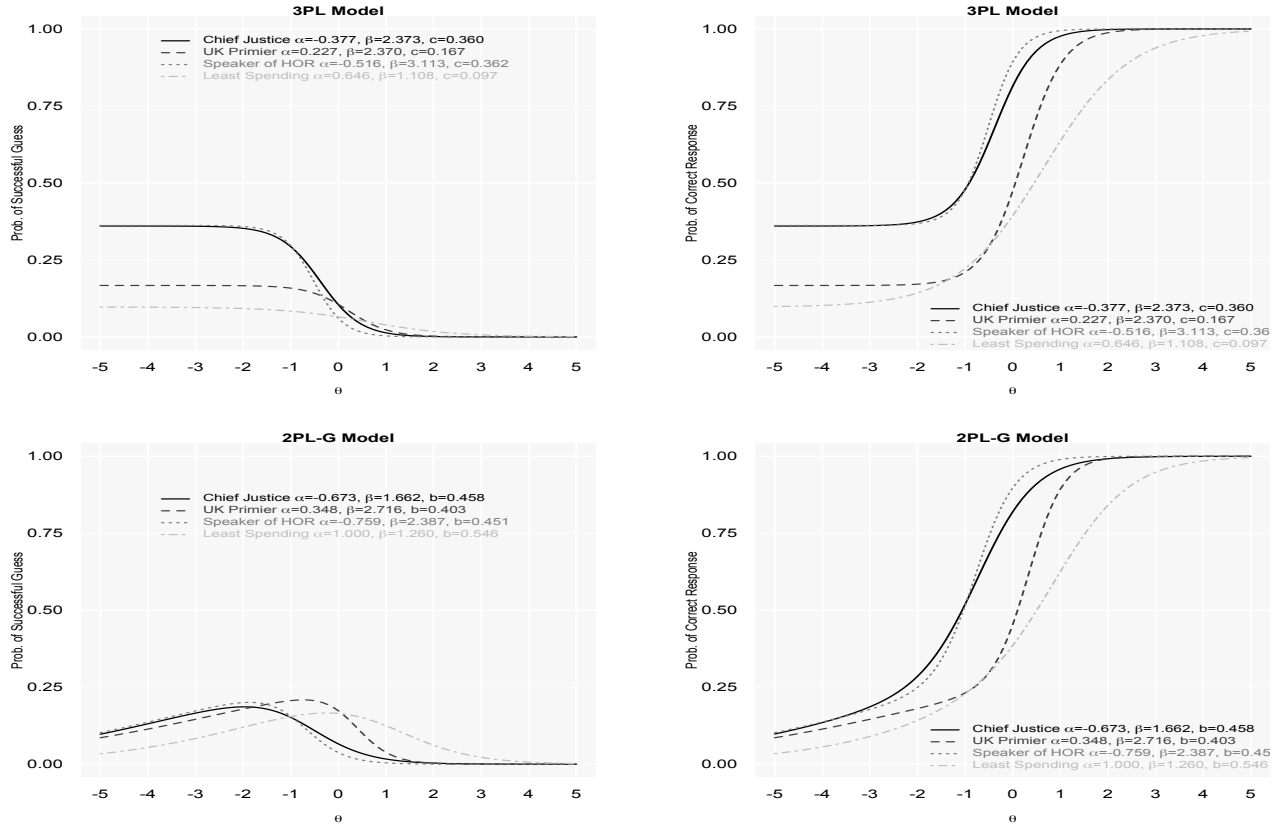 3PL Model
Prob. of Successful Guess
1.00
0.75
0.50
0.25
0.00
Chief Justice α=-0.377, β=2.373, c=0.360
UK Primier α=0.227, β=2.370, c=0.167
Speaker of HOR α=-0.516, β=3.113, c=0.362
Least Spending α=0.646, β=1.108, c=0.097
-5 -4 -3 -2 -1 0 1 2 3 4 5
θ
3PL Model
Prob. of Correct Response
1.00
0.75
0.50
0.25
0.00
Chief Justice α=-0.377, β=2.373, c=0.360
UK Primier α=0.227, β=2.370, c=0.167
Speaker of HOR α=-0.516, β=3.113, c=0.36
Least Spending α=0.646, β=1.108, c=0.097
-5 -4 -3 -2 -1 0 1 2 3 4 5
θ
2PL-G Model
Prob. of Successful Guess
1.00
0.75
0.50
0.25
0.00
Chief Justice α=-0.673, β=1.662, b=0.458
UK Primier α=0.348, β=2.716, b=0.403
Speaker of HOR α=-0.759, β=2.387, b=0.451
Least Spending α=1.000, β=1.260, b=0.546
-5 -4 -3 -2 -1 0 1 2 3 4 5
θ
2PL-G Model
Prob. of Correct Response
1.00
0.75
0.50
0.25
0.00
Chief Justice α=-0.673, β=1.662, b=0.458
UK Primier α=0.348, β=2.716, b=0.403
Speaker of HOR α=-0.759, β=2.387, b=0.45
Least Spending α=1.000, β=1.260, b=0.546
-5 -4 -3 -2 -1 0 1 2 3 4 5
θ